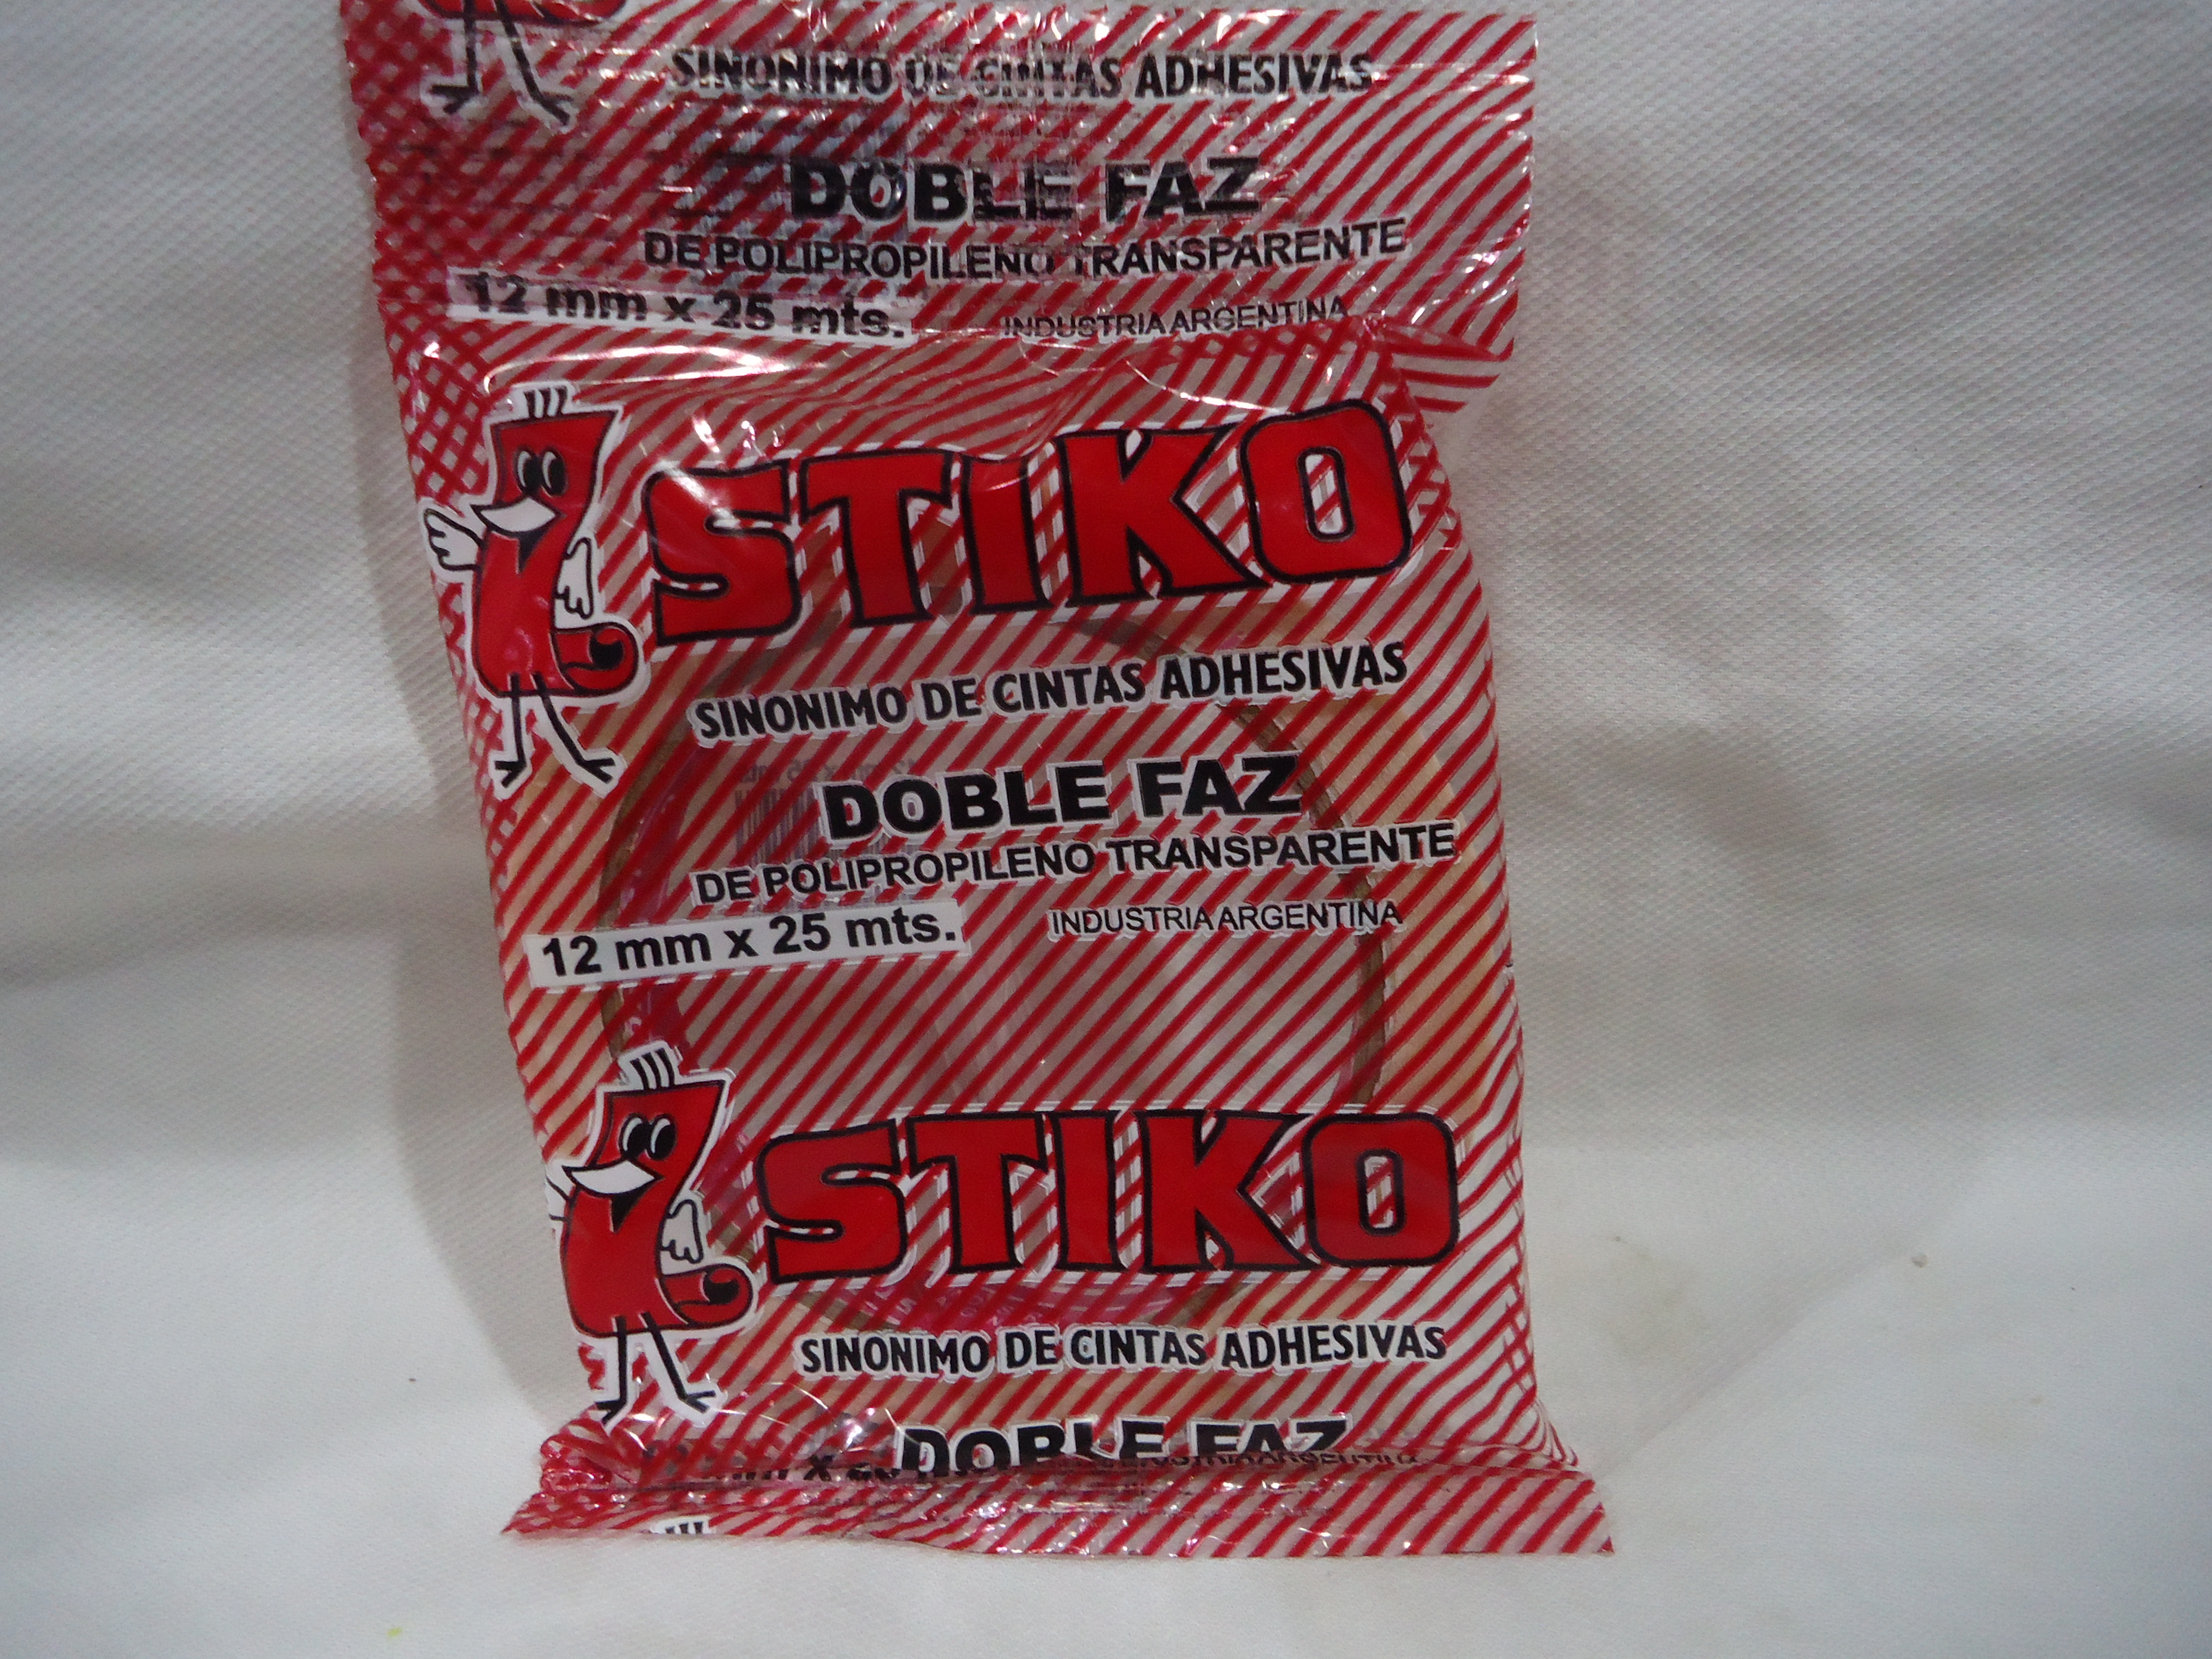 SINONIMO DE CINTAS ADHESIVAS
DOBLE FAZ
DE POLIPROPILENO TRANSPARENTE
12 mm x 25 mts.
INDUSTRIA ARGENTINA
STIKO
SINONIMO DE CINTAS ADHESIVAS
DOBLE FAZ
DE POLIPROPILENO TRANSPARENTE
12 mm x 25 mts.
INDUSTRIA ARGENTINA
STIKO
SINONIMO DE CINTAS ADHESIVAS
DOBLE FAZ